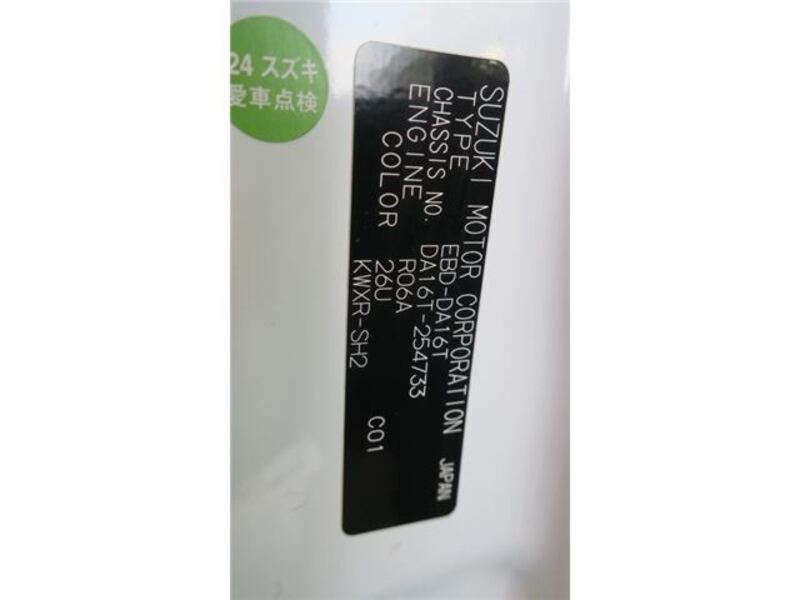 24 スズキ
愛車点検
SUZUKI MOTOR CORPORATION JAPAN
TYPE EBD-DA16T
CHASSIS NO. DA16T-254733
ENGINE R06A
COLOR 26U C01
KWXR-SH2